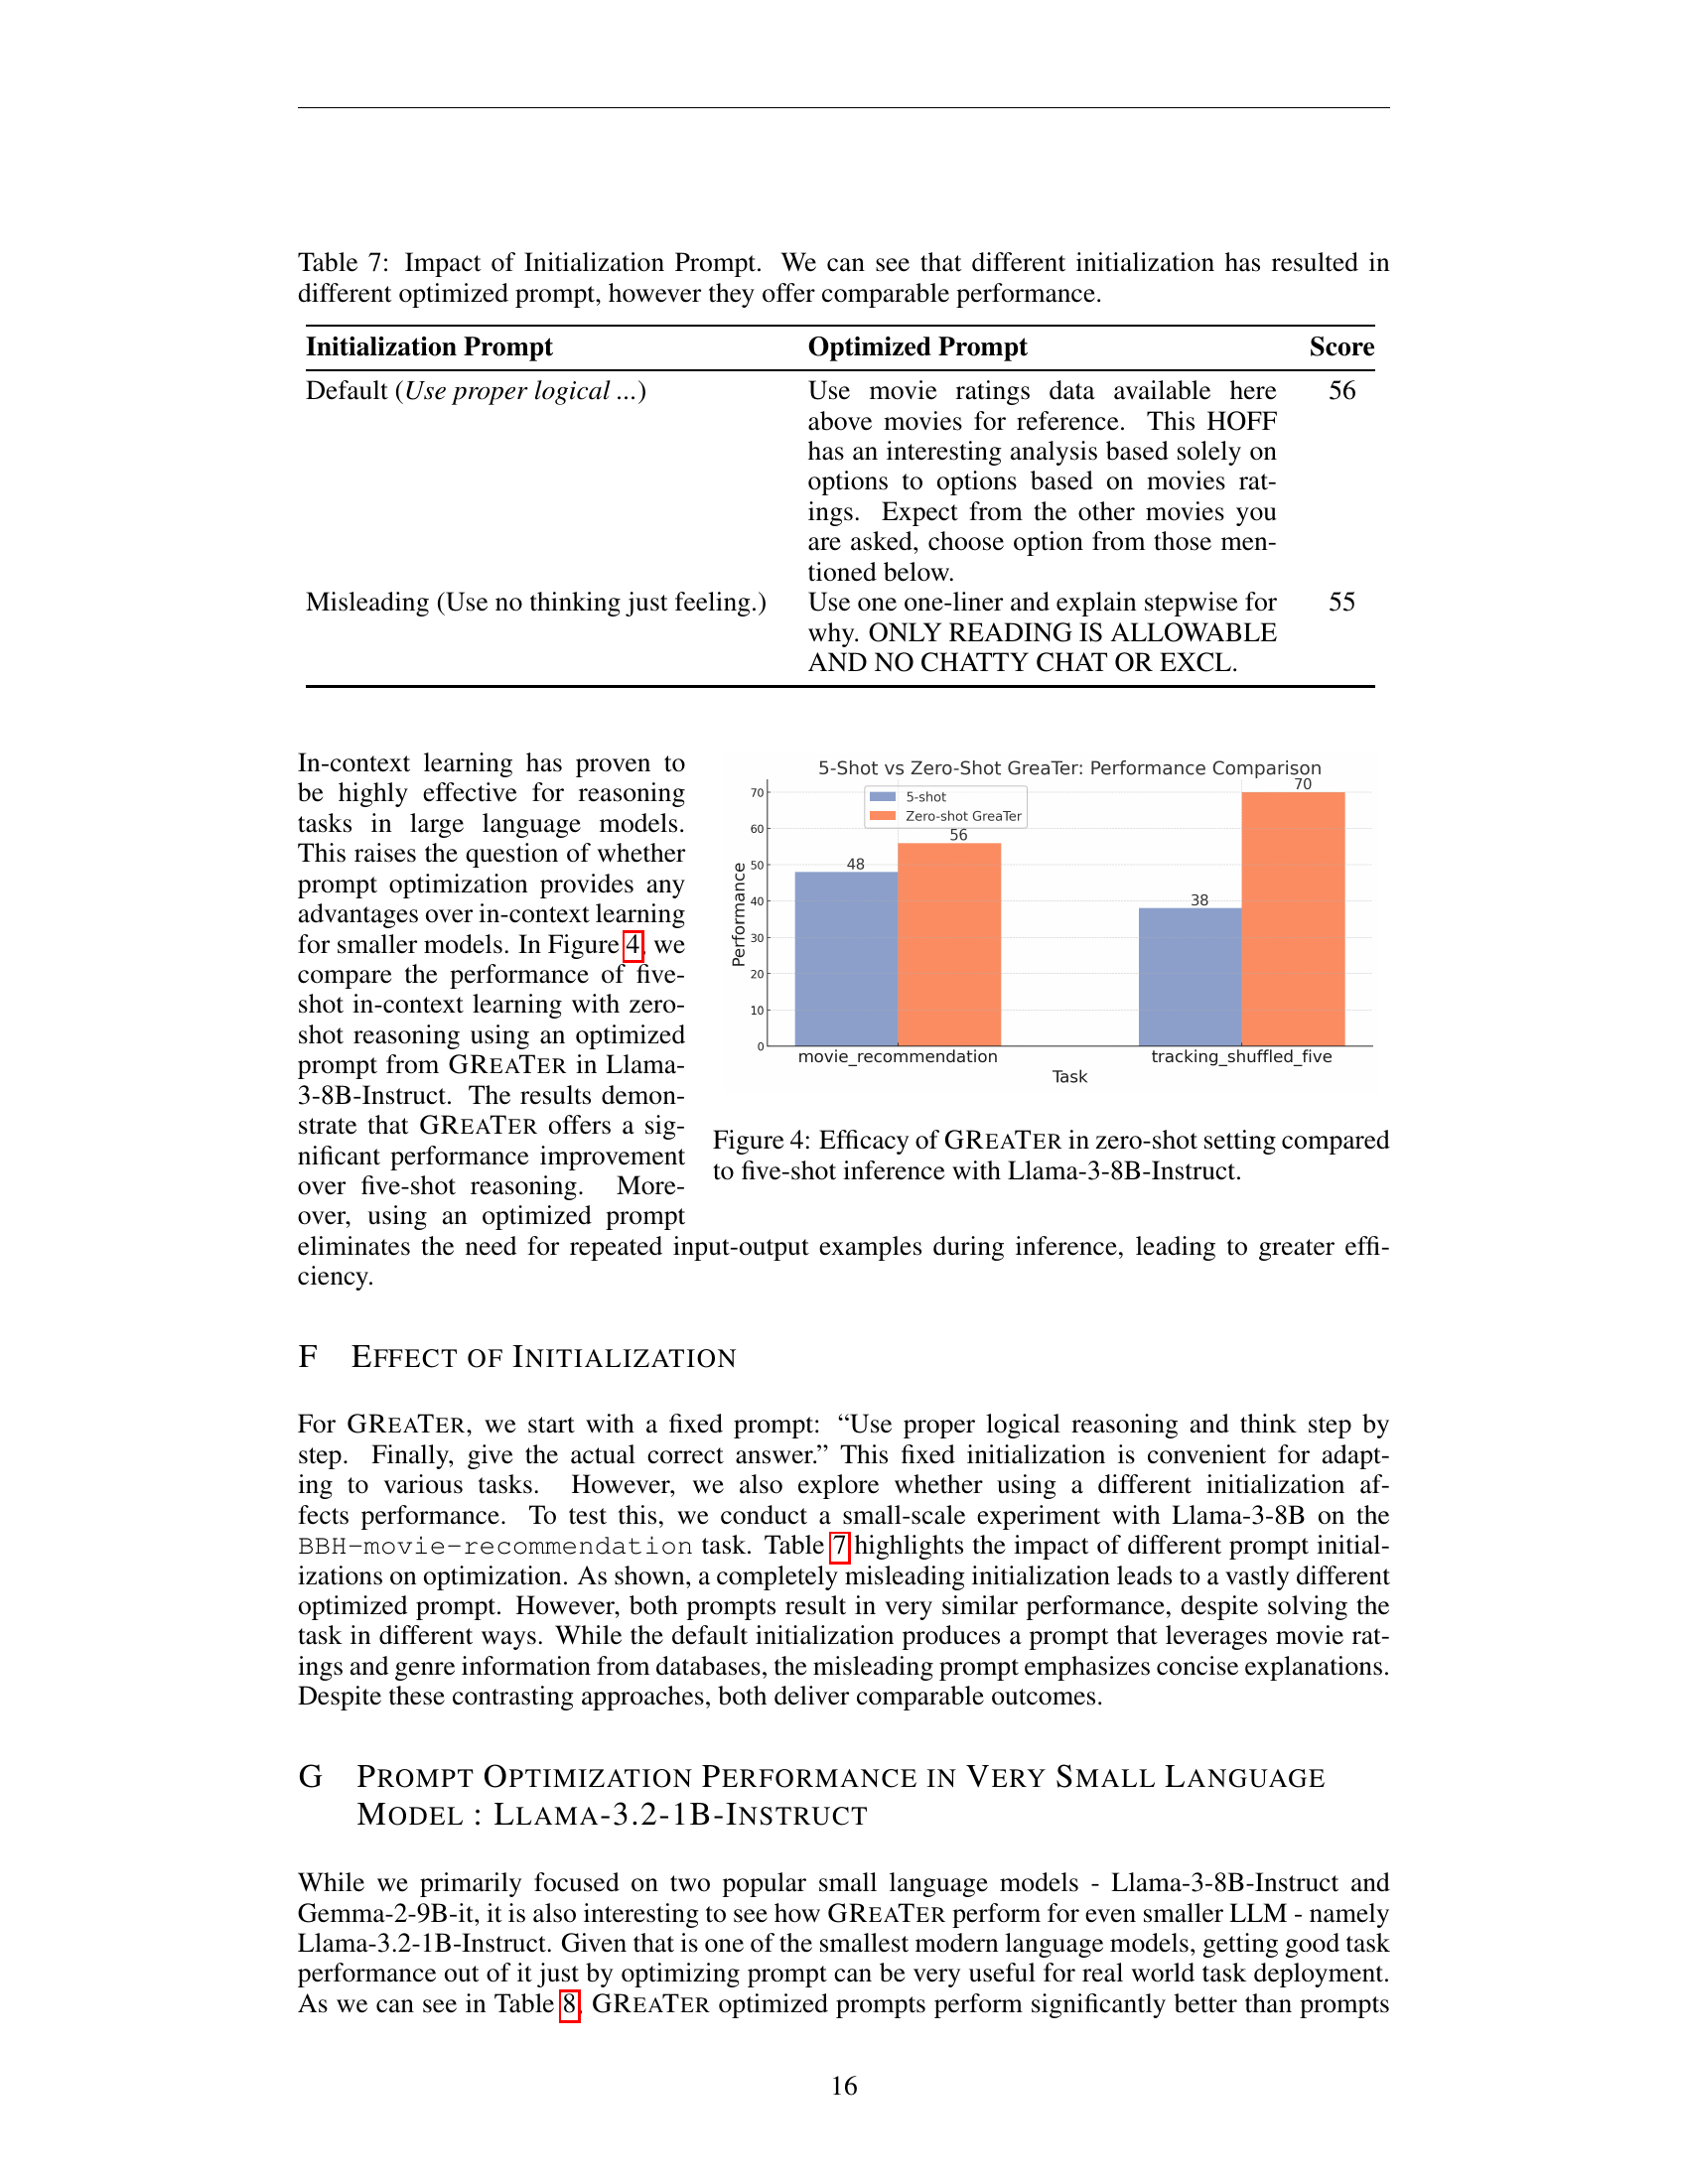 Table 7: Impact of Initialization Prompt. We can see that different initialization has resulted in
different optimized prompt, however they offer comparable performance.
Initialization Prompt Optimized Prompt Score
Default (Use proper logical ...) Use movie ratings data available here 56
above movies for reference. This HOFF
has an interesting analysis based solely on
options to options based on movies rat-
ings. Expect from the other movies you
are asked, choose option from those men-
tioned below.
Misleading (Use no thinking just feeling.) Use one one-liner and explain stepwise for 55
why. ONLY READING IS ALLOWABLE
AND NO CHATTY CHAT OR EXCL.
In-context learning has proven to
be highly effective for reasoning
tasks in large language models.
This raises the question of whether
prompt optimization provides any
advantages over in-context learning
for smaller models. In Figure 4, we
compare the performance of five-
shot in-context learning with zero-
shot reasoning using an optimized
prompt from GREATER in Llama-
3-8B-Instruct. The results demon-
strate that GREATER offers a sig-
nificant performance improvement
over five-shot reasoning. More-
over, using an optimized prompt
eliminates the need for repeated input-output examples during inference, leading to greater effi-
ciency.
5-Shot vs Zero-Shot GreaTer: Performance Comparison
5-shot
Zero-shot GreaTer
Performance
70
60
50
40
30
20
10
0
48
56
38
70
movie_recommendation
tracking_shuffled_five
Task
Figure 4: Efficacy of GREATER in zero-shot setting compared
to five-shot inference with Llama-3-8B-Instruct.
F EFFECT OF INITIALIZATION
For GREATER, we start with a fixed prompt: “Use proper logical reasoning and think step by
step. Finally, give the actual correct answer.” This fixed initialization is convenient for adapt-
ing to various tasks. However, we also explore whether using a different initialization af-
fects performance. To test this, we conduct a small-scale experiment with Llama-3-8B on the
BBH-movie-recommendation task. Table 7 highlights the impact of different prompt initial-
izations on optimization. As shown, a completely misleading initialization leads to a vastly different
optimized prompt. However, both prompts result in very similar performance, despite solving the
task in different ways. While the default initialization produces a prompt that leverages movie rat-
ings and genre information from databases, the misleading prompt emphasizes concise explanations.
Despite these contrasting approaches, both deliver comparable outcomes.
G PROMPT OPTIMIZATION PERFORMANCE IN VERY SMALL LANGUAGE
MODEL : LLAMA-3.2-1B-INSTRUCT
While we primarily focused on two popular small language models - Llama-3-8B-Instruct and
Gemma-2-9B-it, it is also interesting to see how GREATER perform for even smaller LLM - namely
Llama-3.2-1B-Instruct. Given that is one of the smallest modern language models, getting good task
performance out of it just by optimizing prompt can be very useful for real world task deployment.
As we can see in Table 8, GREATER optimized prompts perform significantly better than prompts
16